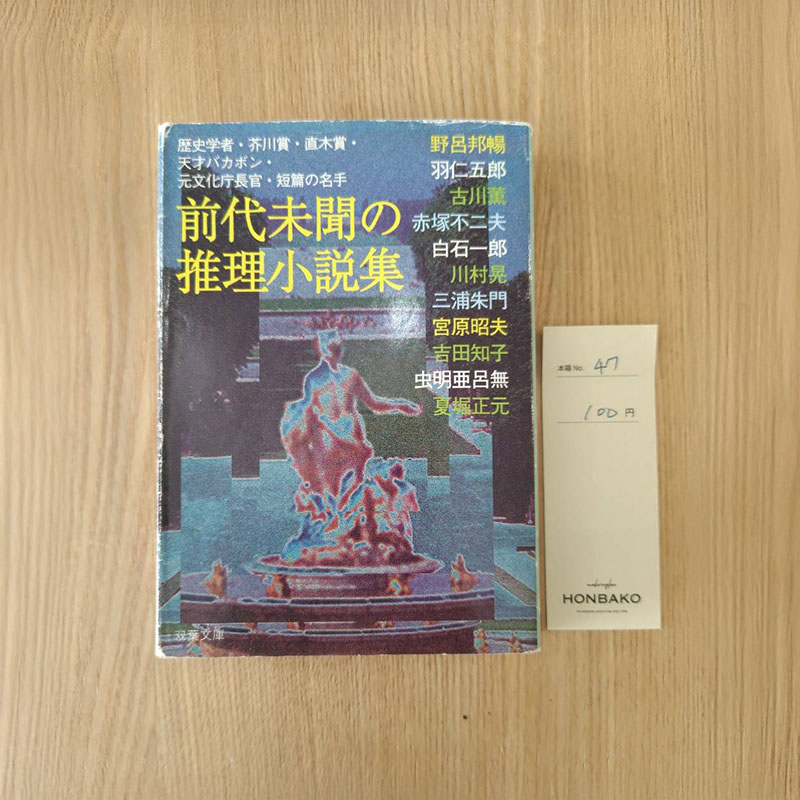 歴史学者・芥川賞・直木賞・
天才バカボン・
元文化庁長官・短篇の名手
前代未聞の
推理小説集
野呂邦暢
羽仁五郎
古川薫
赤塚不二夫
白石一郎
川村晃
三浦朱門
宮原昭夫
吉田知子
虫明亜呂無
夏堀正元
双葉文庫
本箱 No. 47
100 円
HONBAKO